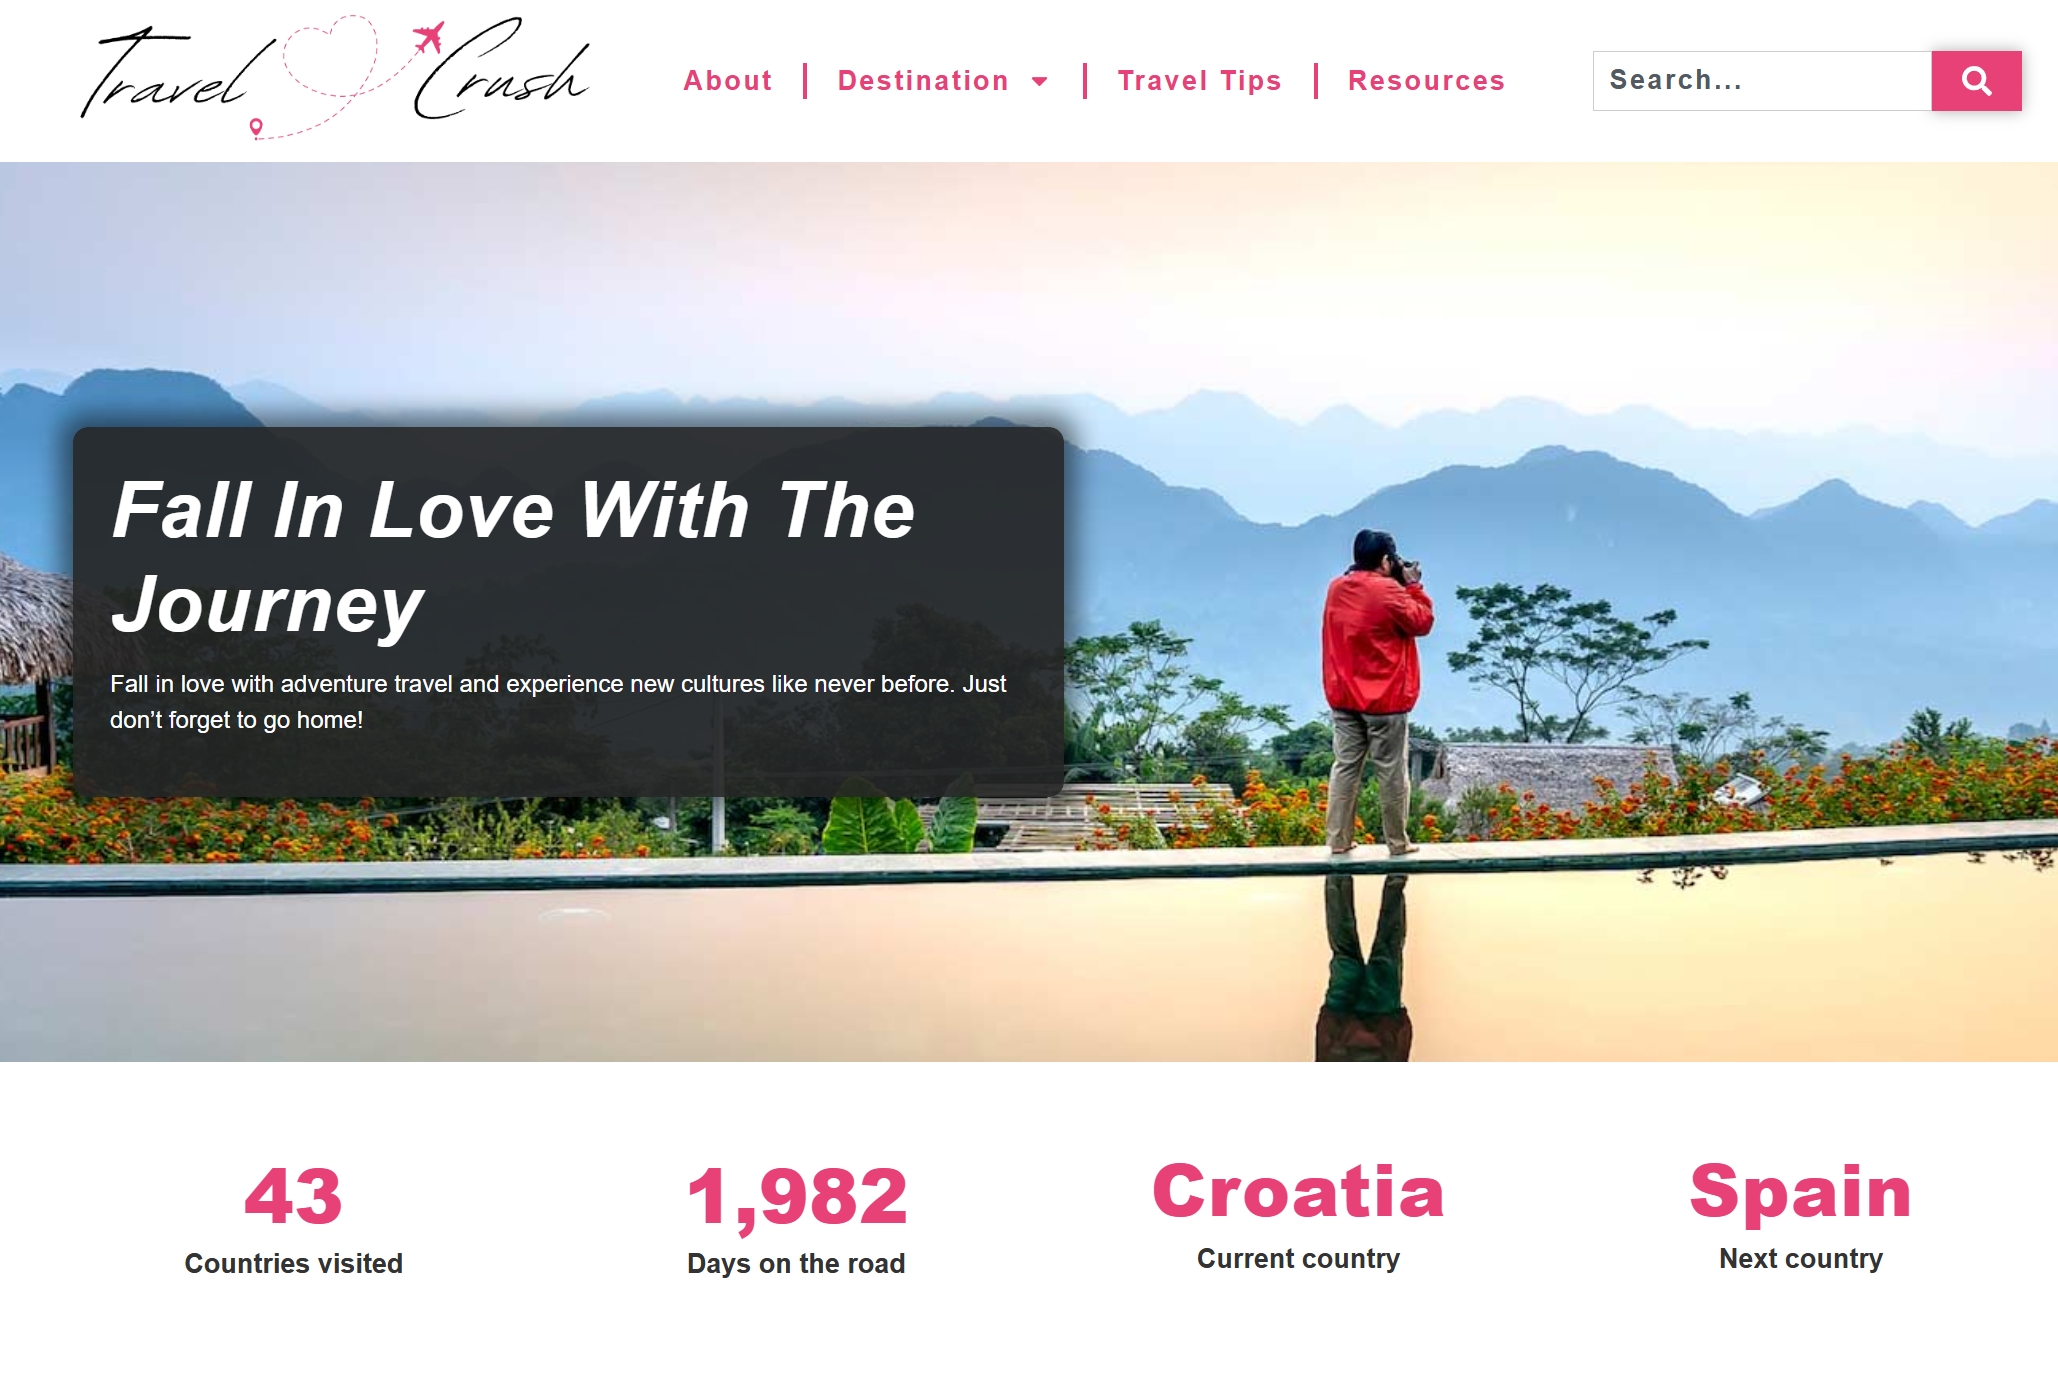 Travel Crush
About
Destination
Travel Tips
Resources
Search...
Fall In Love With The
Journey
Fall in love with adventure travel and experience new cultures like never before. Just
don’t forget to go home!
43
Countries visited
1,982
Days on the road
Croatia
Current country
Spain
Next country